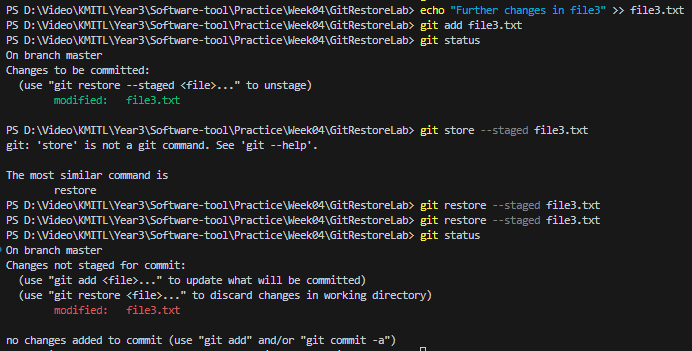 PS D:\Video\KMITL\Year3\Software-tool\Practice\Week04\GitRestoreLab> echo "Further changes in file3" >> file3.txt
PS D:\Video\KMITL\Year3\Software-tool\Practice\Week04\GitRestoreLab> git add file3.txt
PS D:\Video\KMITL\Year3\Software-tool\Practice\Week04\GitRestoreLab> git status
On branch master
Changes to be committed:
  (use "git restore --staged <file>..." to unstage)
        modified:   file3.txt

PS D:\Video\KMITL\Year3\Software-tool\Practice\Week04\GitRestoreLab> git store --staged file3.txt
git: 'store' is not a git command. See 'git --help'.

The most similar command is
        restore
PS D:\Video\KMITL\Year3\Software-tool\Practice\Week04\GitRestoreLab> git restore --staged file3.txt
PS D:\Video\KMITL\Year3\Software-tool\Practice\Week04\GitRestoreLab> git restore --staged file3.txt
PS D:\Video\KMITL\Year3\Software-tool\Practice\Week04\GitRestoreLab> git status
On branch master
Changes not staged for commit:
  (use "git add <file>..." to update what will be committed)
  (use "git restore <file>..." to discard changes in working directory)
        modified:   file3.txt

no changes added to commit (use "git add" and/or "git commit -a")